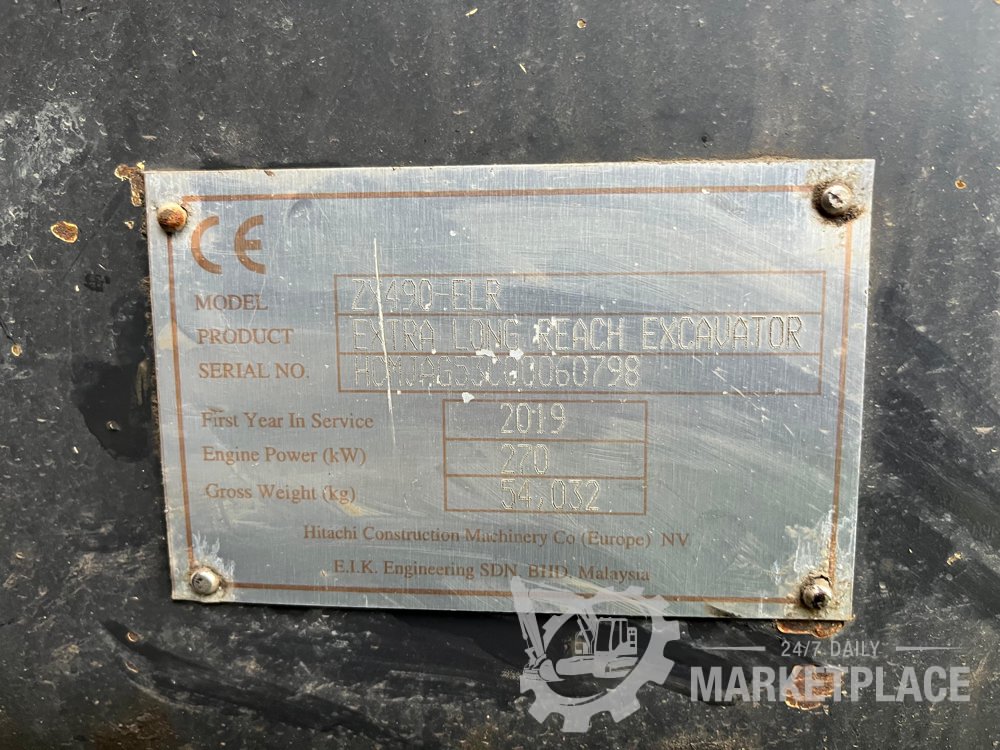 CE
MODEL ZX490-ELR
PRODUCT EXTRA LONG REACH EXCAVATOR
SERIAL NO.
First Year In Service 2019
Engine Power (kW) 270
Gross Weight (kg) 54,032
Hitachi Construction Machinery Co (Europe) NV
E.I.K. Engineering SDN. BHD. Malaysia
24/7 DAILY
MARKETPLACE